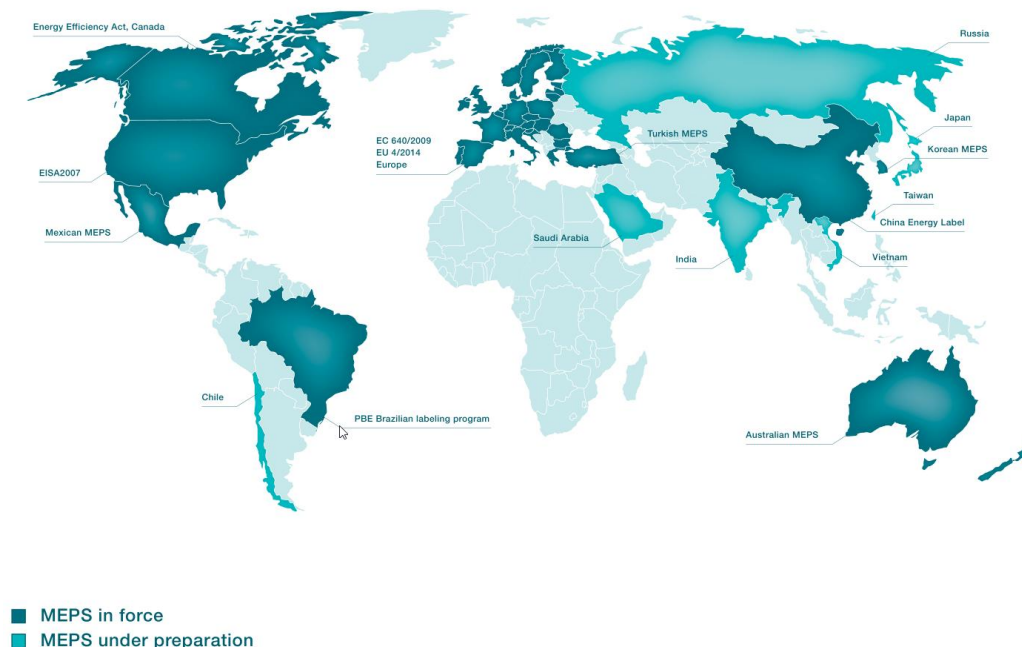 Energy Efficiency Act, Canada
Russia
EC 640/2009
EU 4/2014
Europe
Turkish MEPS
Japan
Korean MEPS
EISA2007
Taiwan
Mexican MEPS
China Energy Label
Saudi Arabia
India
Vietnam
Chile
PBE Brazilian labeling program
Australian MEPS
MEPS in force
MEPS under preparation